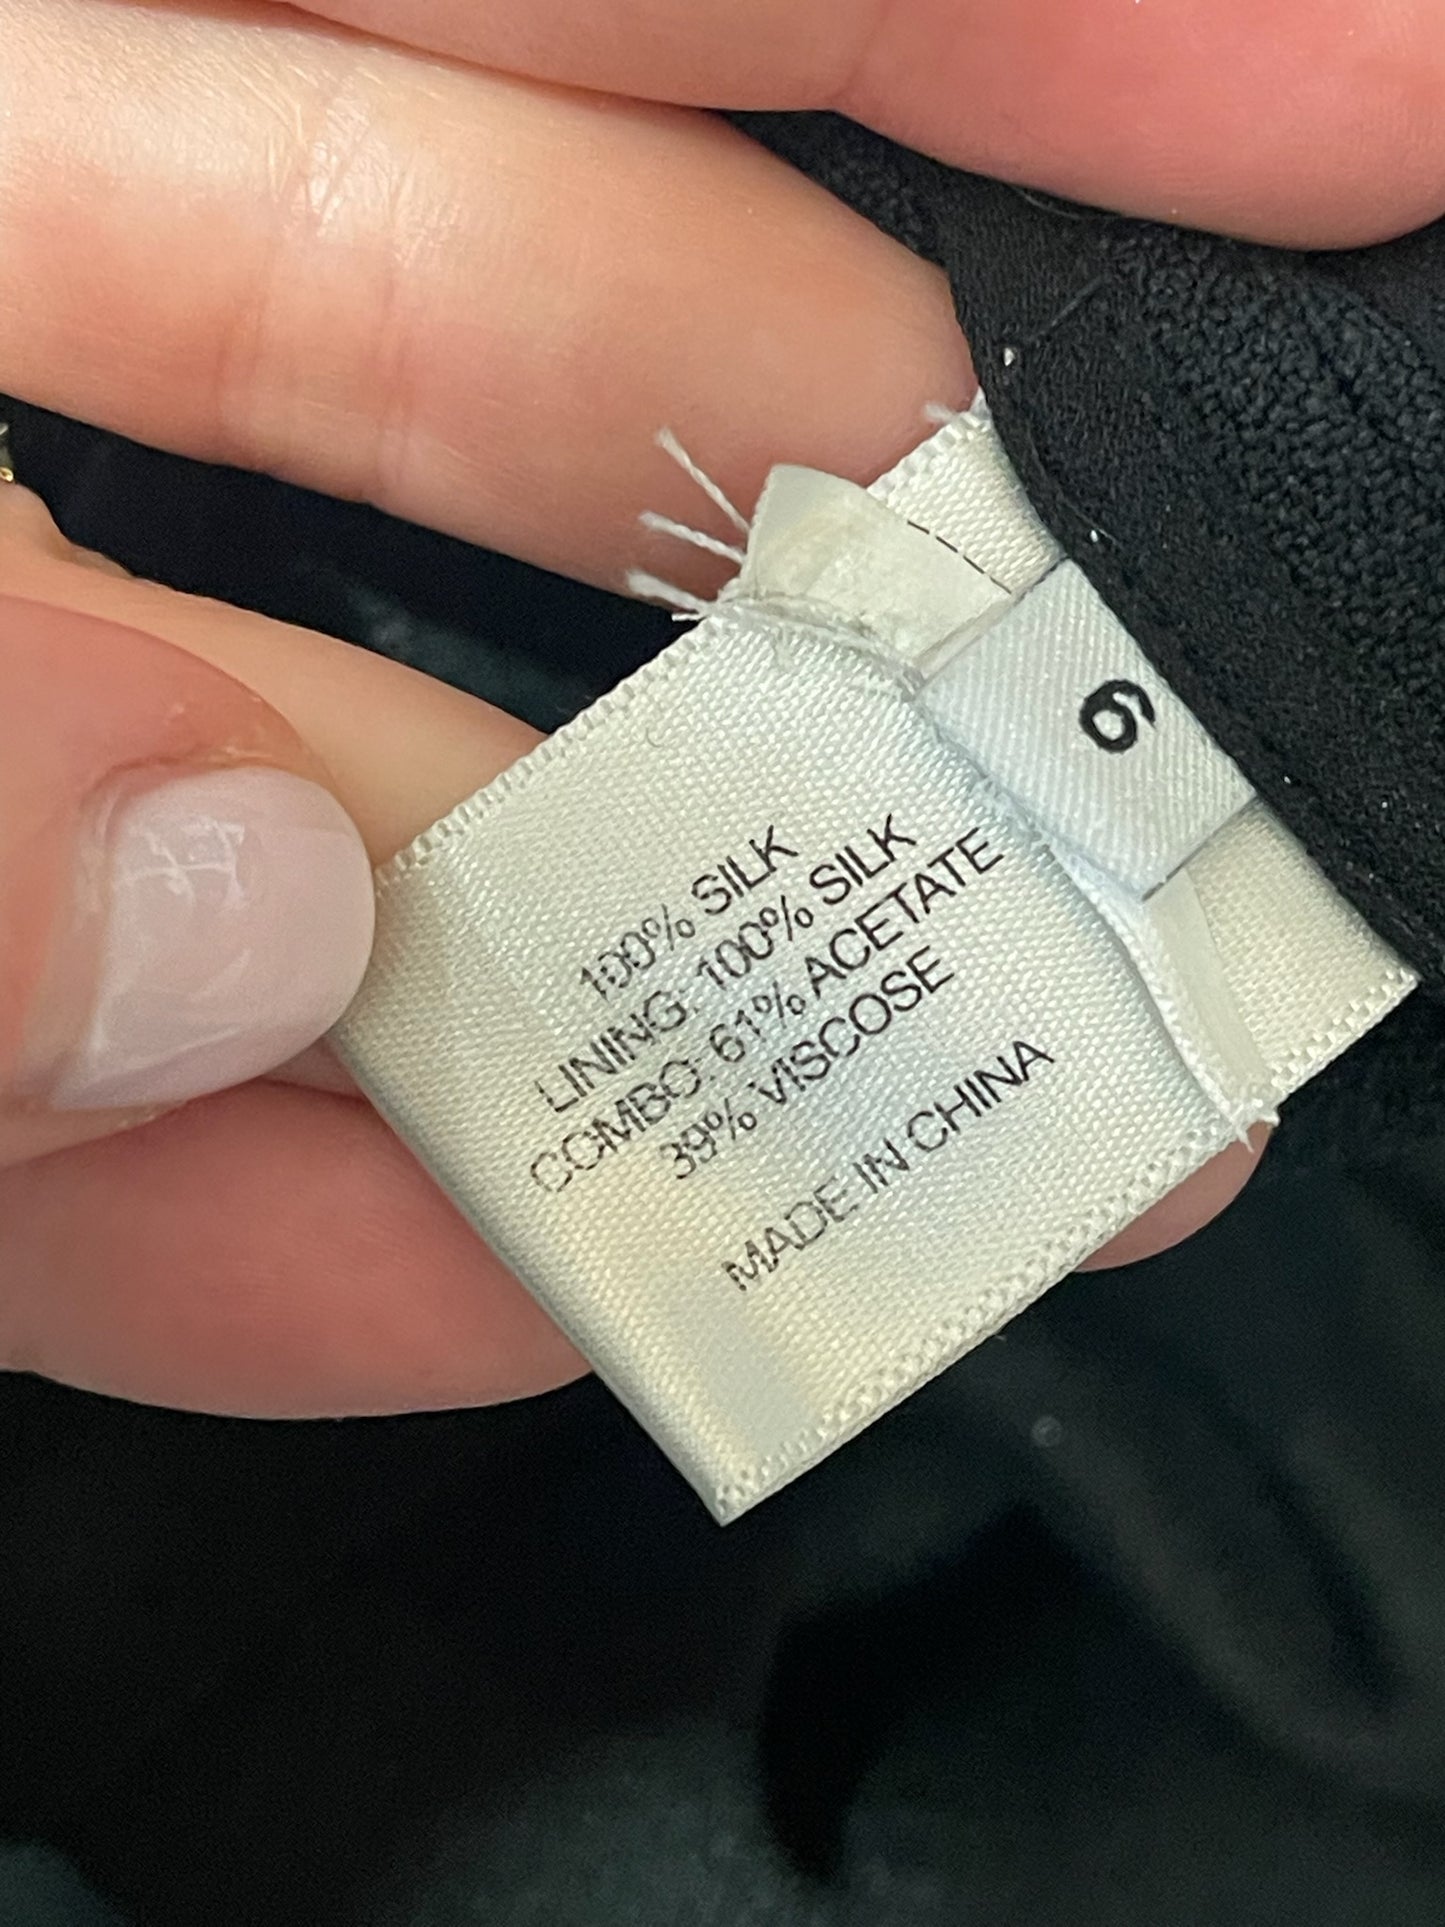 6
100% SILK
LINING: 100% SILK
COMBO: 61% ACETATE
39% VISCOSE
MADE IN CHINA